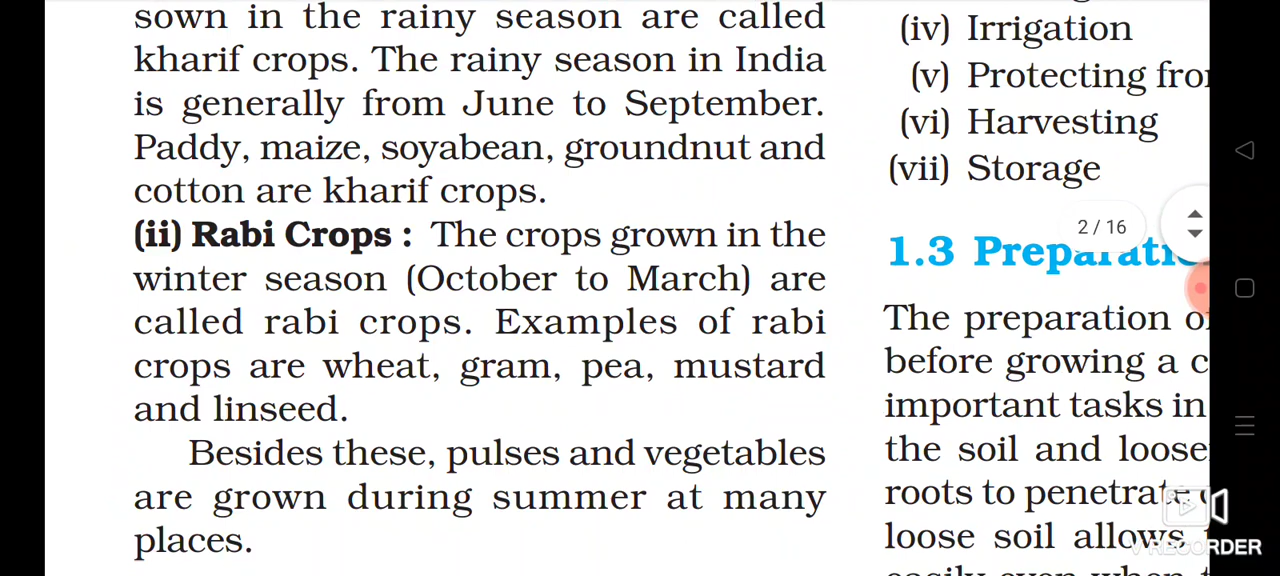 sown in the rainy season are called
kharif crops. The rainy season in India
is generally from June to September.
Paddy, maize, soyabean, groundnut and
cotton are kharif crops.
(ii) Rabi Crops : The crops grown in the
winter season (October to March) are
called rabi crops. Examples of rabi
crops are wheat, gram, pea, mustard
and linseed.
Besides these, pulses and vegetables
are grown during summer at many
places.
(iv) Irrigation
(v) Protecting
(vi) Harvesting
(vii) Storage
2 / 16
1.3
The preparation
before growing a
important tasks in
the soil and
roots to penetrate
loose soil allows
RECORDER